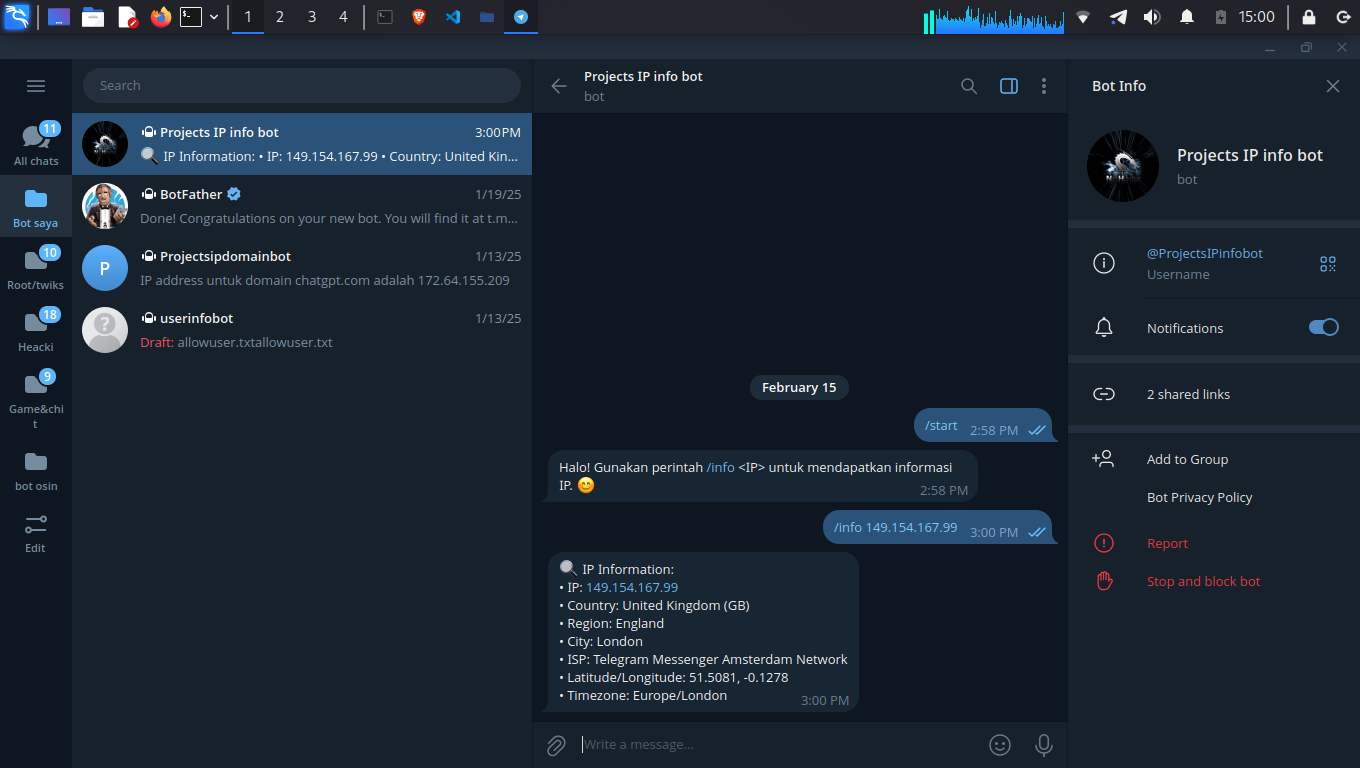 1 2 3 4 15:00
Search
11
All chats
Bot saya
10
Root/twiks
18
Heacki
9
Game&chi
t
bot osin
Edit
Projects IP info bot 3:00 PM
IP Information: • IP: 149.154.167.99 • Country: United Kin...
BotFather 1/19/25
Done! Congratulations on your new bot. You will find it at t.m...
P
Projectsipdomainbot 1/13/25
IP address untuk domain chatgpt.com adalah 172.64.155.209
userinfobot 1/13/25
Draft: allowuser.txtallowuser.txt
Projects IP info bot
bot
February 15
/start 2:58 PM
Halo! Gunakan perintah /info <IP> untuk mendapatkan informasi
IP. 😊
2:58 PM
/info 149.154.167.99 3:00 PM
🔍 IP Information:
• IP: 149.154.167.99
• Country: United Kingdom (GB)
• Region: England
• City: London
• ISP: Telegram Messenger Amsterdam Network
• Latitude/Longitude: 51.5081, -0.1278
• Timezone: Europe/London
3:00 PM
Write a message...
Bot Info
Projects IP info bot
bot
@ProjectsIPinfobot
Username
Notifications
2 shared links
Add to Group
Bot Privacy Policy
Report
Stop and block bot